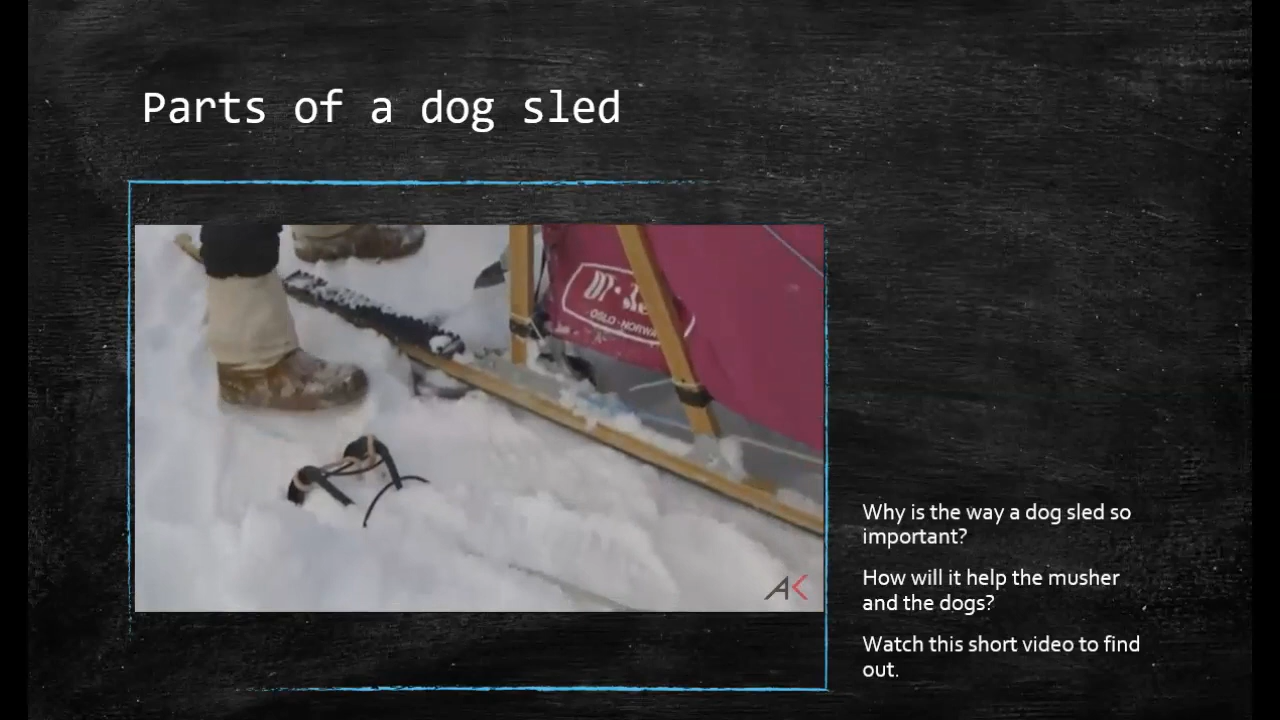 Parts of a dog sled
OSLO · NORWAY
AK
Why is the way a dog sled so
important?
How will it help the musher
and the dogs?
Watch this short video to find
out.